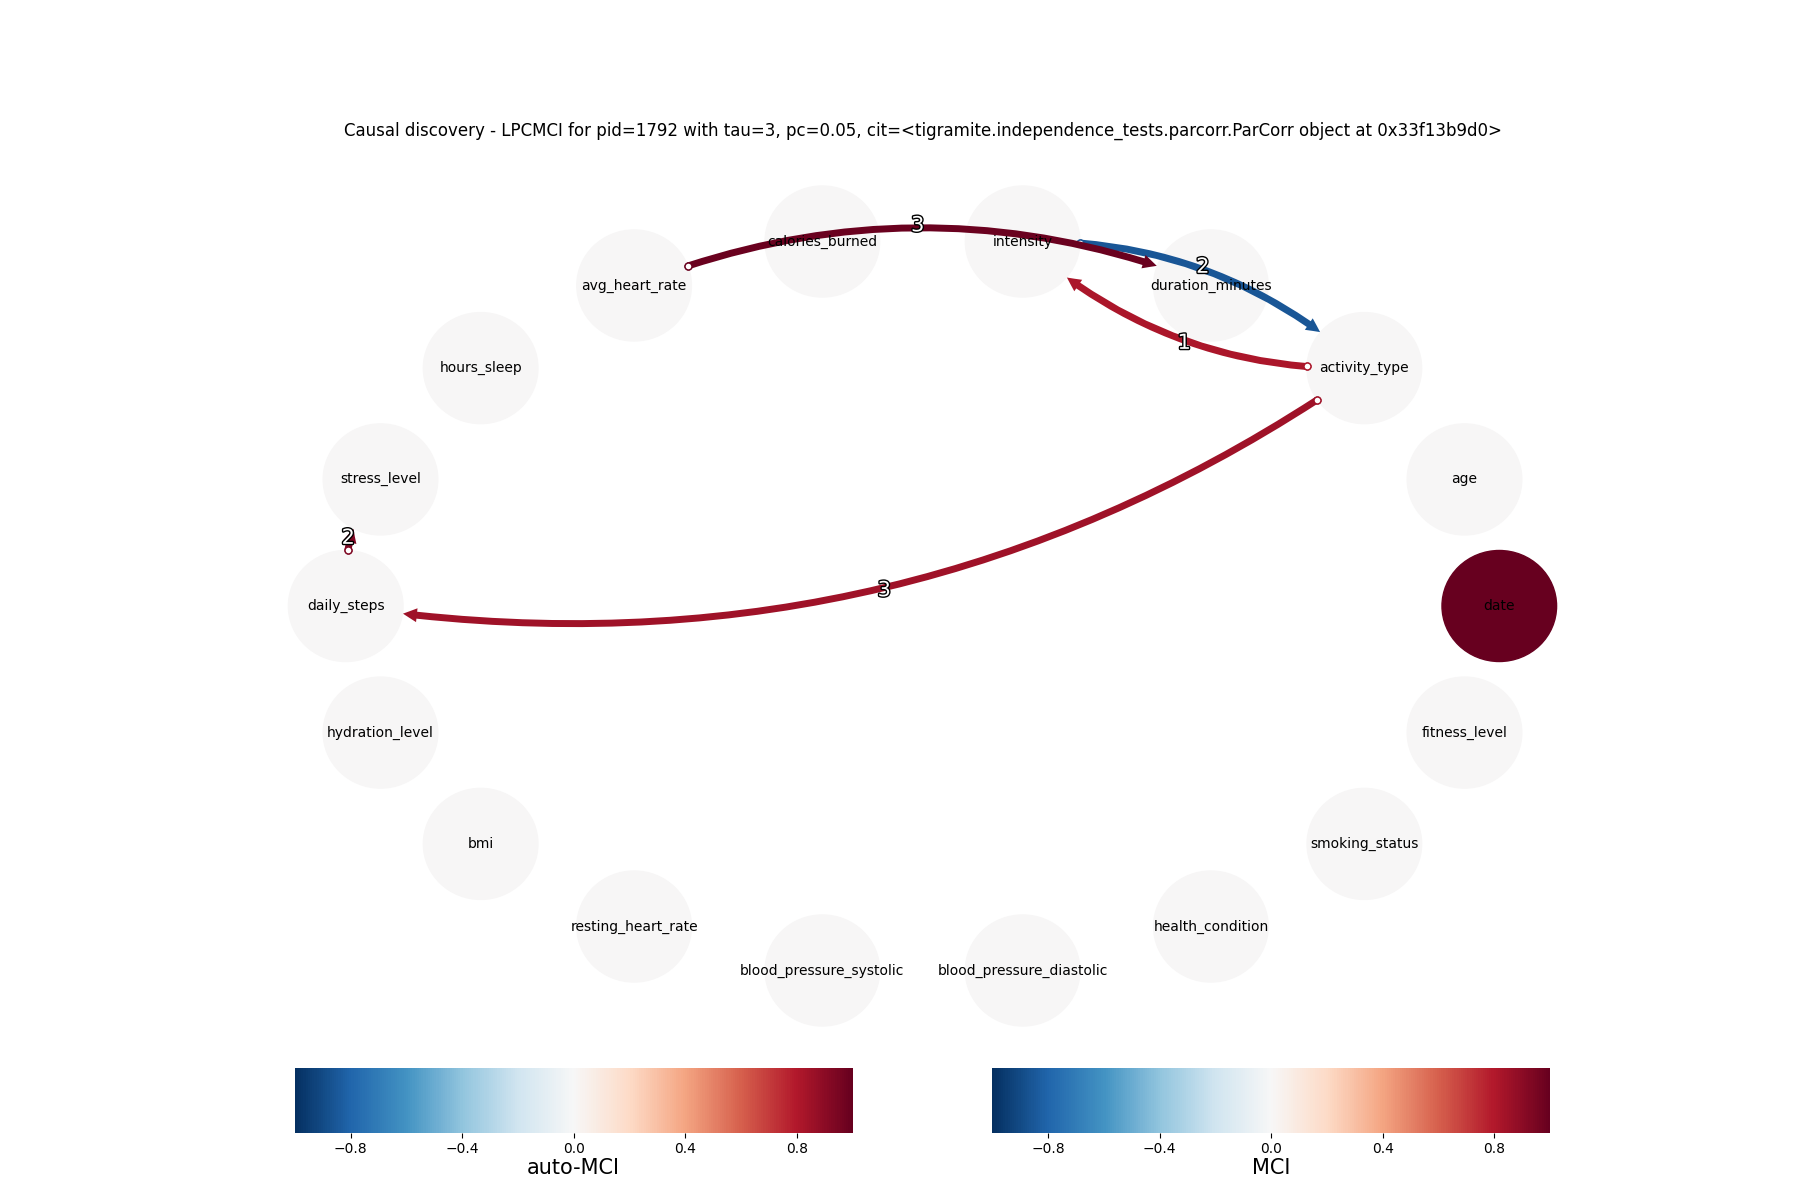 Causal discovery - LPCMCI for pid=1792 with tau=3, pc=0.05, cit=<tigramite.independence_tests.parcorr.ParCorr object at 0x33f13b9d0>
3
calories_burned
intensity
2
avg_heart_rate
duration_minutes
1
hours_sleep
activity_type
stress_level
age
2
3
daily_steps
date
hydration_level
fitness_level
bmi
smoking_status
resting_heart_rate
health_condition
blood_pressure_systolic
blood_pressure_diastolic
−0.8 −0.4 0.0 0.4 0.8
−0.8 −0.4 0.0 0.4 0.8
auto-MCI
MCI